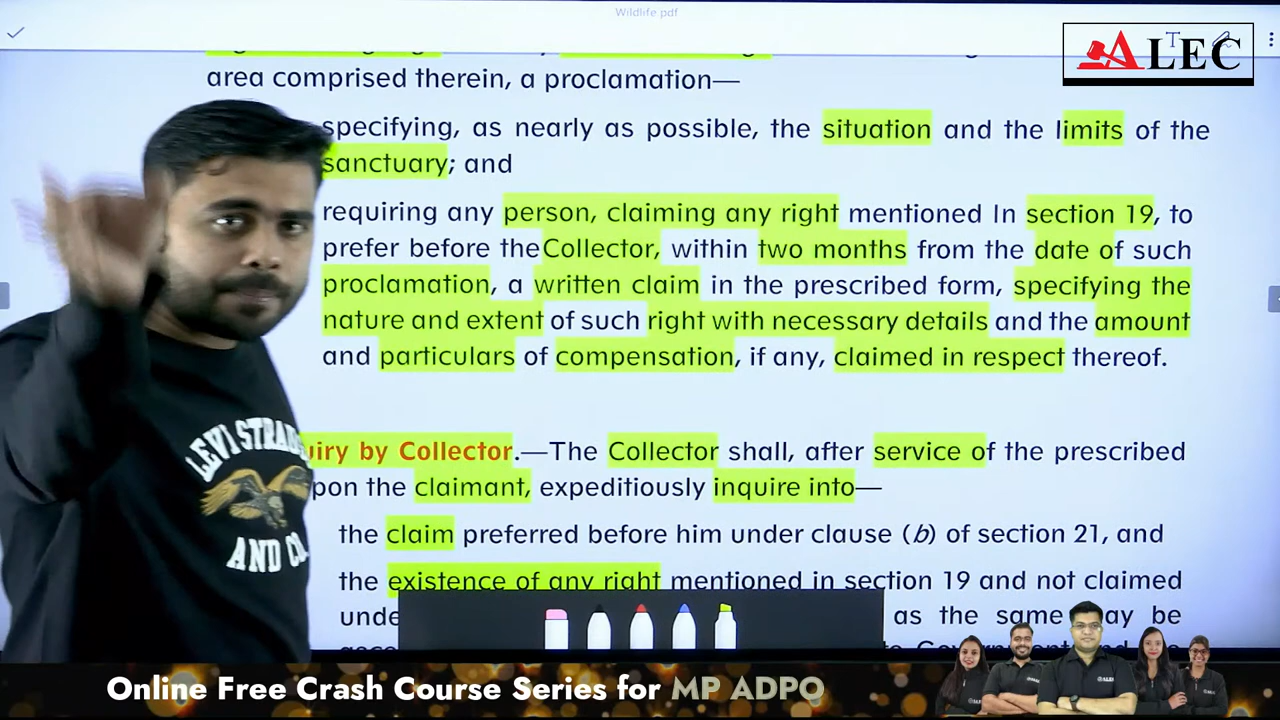 Wildlife.pdf
ALEC
area comprised therein, a proclamation—
specifying, as nearly as possible, the situation and the limits of the
sanctuary; and
requiring any person, claiming any right mentioned In section 19, to
prefer before theCollector, within two months from the date of such
proclamation, a written claim in the prescribed form, specifying the
nature and extent of such right with necessary details and the amount
and particulars of compensation, if any, claimed in respect thereof.
by Collector.—The Collector shall, after service of the prescribed
the claimant, expeditiously inquire into—
the claim preferred before him under clause (b) of section 21, and
the existence of any right mentioned in section 19 and not claimed
as the same may be
LEVI STRAUSS
AND CO.
Online Free Crash Course Series for MP ADPO